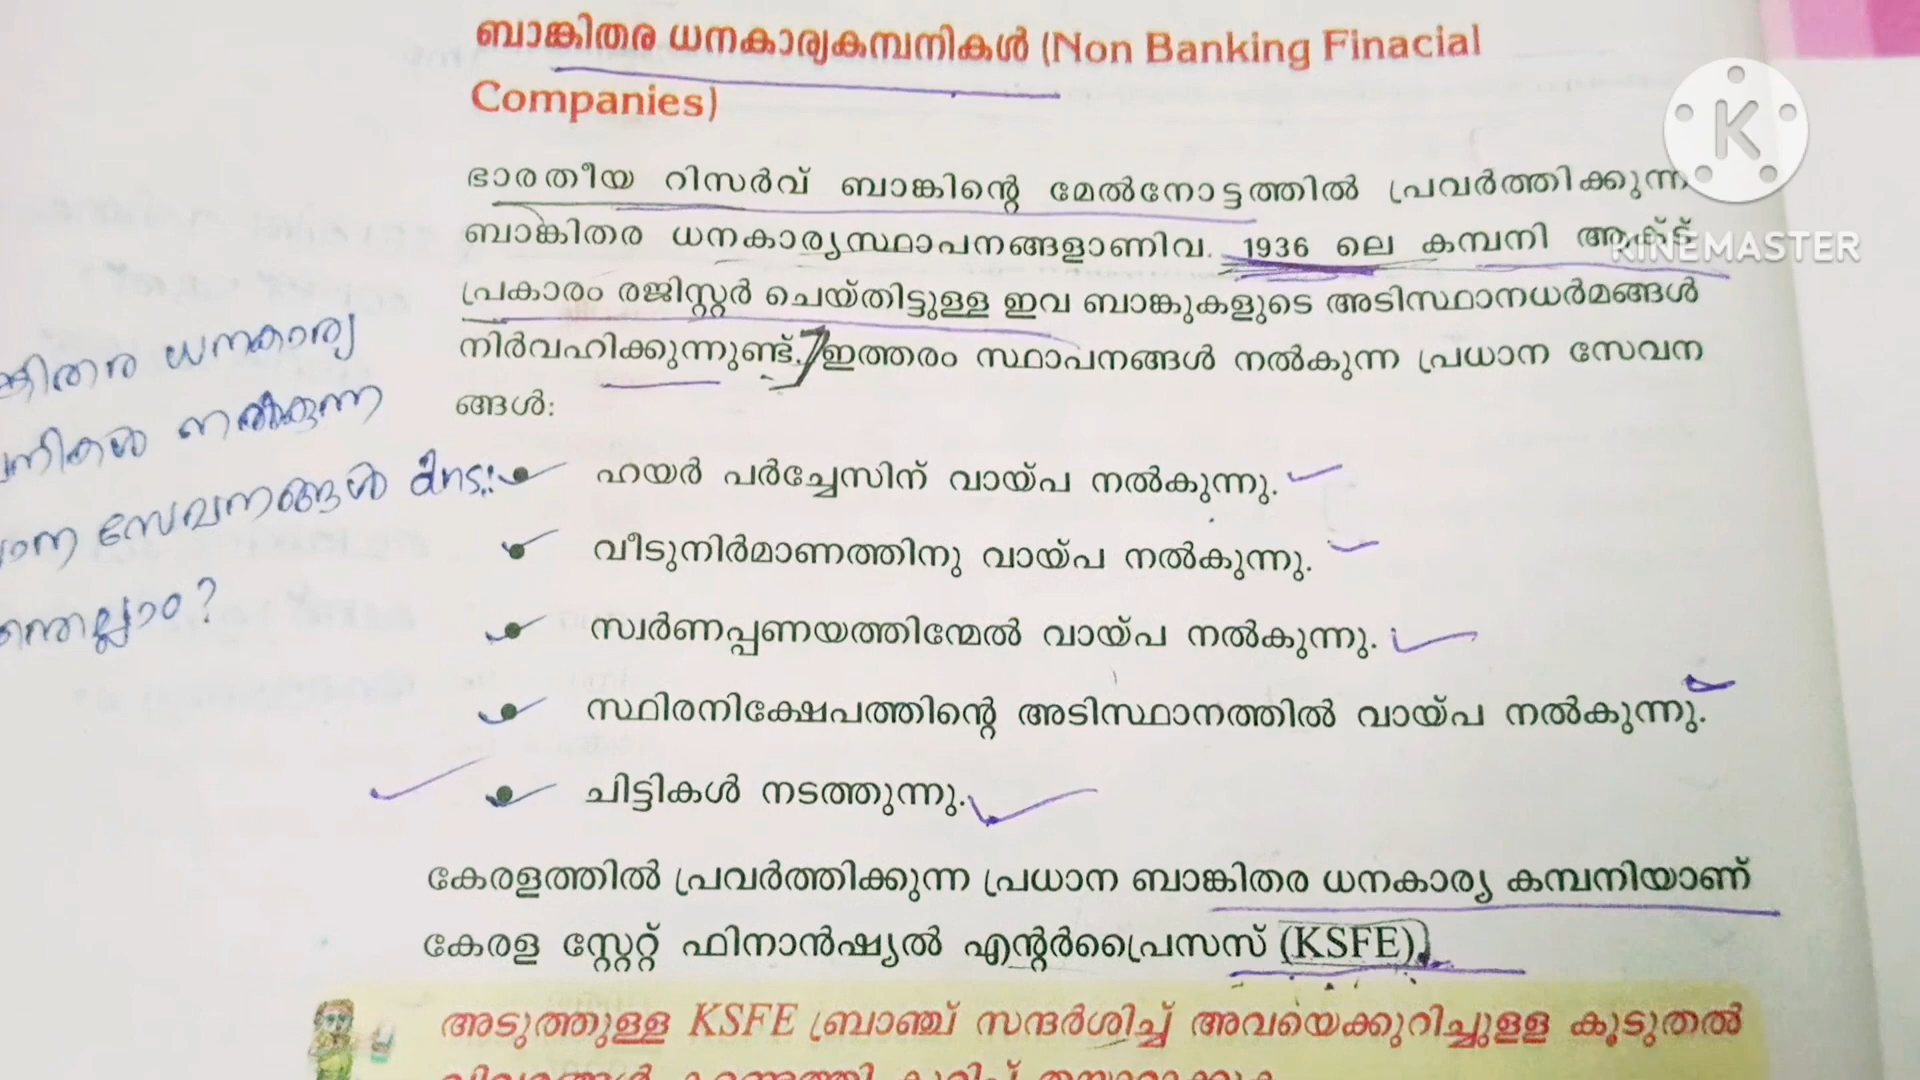 ബാങ്കിതര ധനകാര്യകമ്പനികൾ (Non Banking Finacial
Companies)
ഭാരതീയ റിസർവ് ബാങ്കിന്റെ മേൽനോട്ടത്തിൽ പ്രവർത്തിക്കുന്ന
ബാങ്കിതര ധനകാര്യസ്ഥാപനങ്ങളാണിവ. 1936 ലെ കമ്പനി ആക്ട്
KINEMASTER
പ്രകാരം രജിസ്റ്റർ ചെയ്തിട്ടുള്ള ഇവ ബാങ്കുകളുടെ അടിസ്ഥാനധർമങ്ങൾ
നിർവഹിക്കുന്നുണ്ട്. ഇത്തരം സ്ഥാപനങ്ങൾ നൽകുന്ന പ്രധാന സേവന
ങ്ങൾ:
ധനകാര്യ
നൽകുന്ന
സേവനങ്ങൾ
ഹയർ പർച്ചേസിന് വായ്പ നൽകുന്നു.
വീടുനിർമാണത്തിനു വായ്പ നൽകുന്നു.
സ്വർണപ്പണയത്തിന്മേൽ വായ്പ നൽകുന്നു.
സ്ഥിരനിക്ഷേപത്തിന്റെ അടിസ്ഥാനത്തിൽ വായ്പ നൽകുന്നു.
ചിട്ടികൾ നടത്തുന്നു.
കേരളത്തിൽ പ്രവർത്തിക്കുന്ന പ്രധാന ബാങ്കിതര ധനകാര്യ കമ്പനിയാണ്
കേരള സ്റ്റേറ്റ് ഫിനാൻഷ്യൽ എന്റർപ്രൈസസ് (KSFE).
അടുത്തുള്ള KSFE ബ്രാഞ്ച് സന്ദർശിച്ച് അവയെക്കുറിച്ചുള്ള കൂടുതൽ